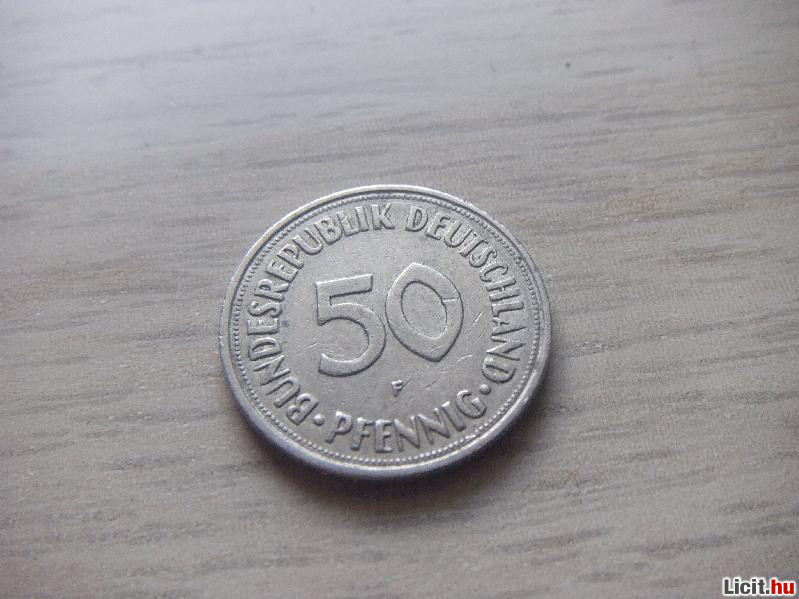 BUNDESREPUBLIK DEUTSCHLAND
50
F
· PFENNIG ·
Licit.hu